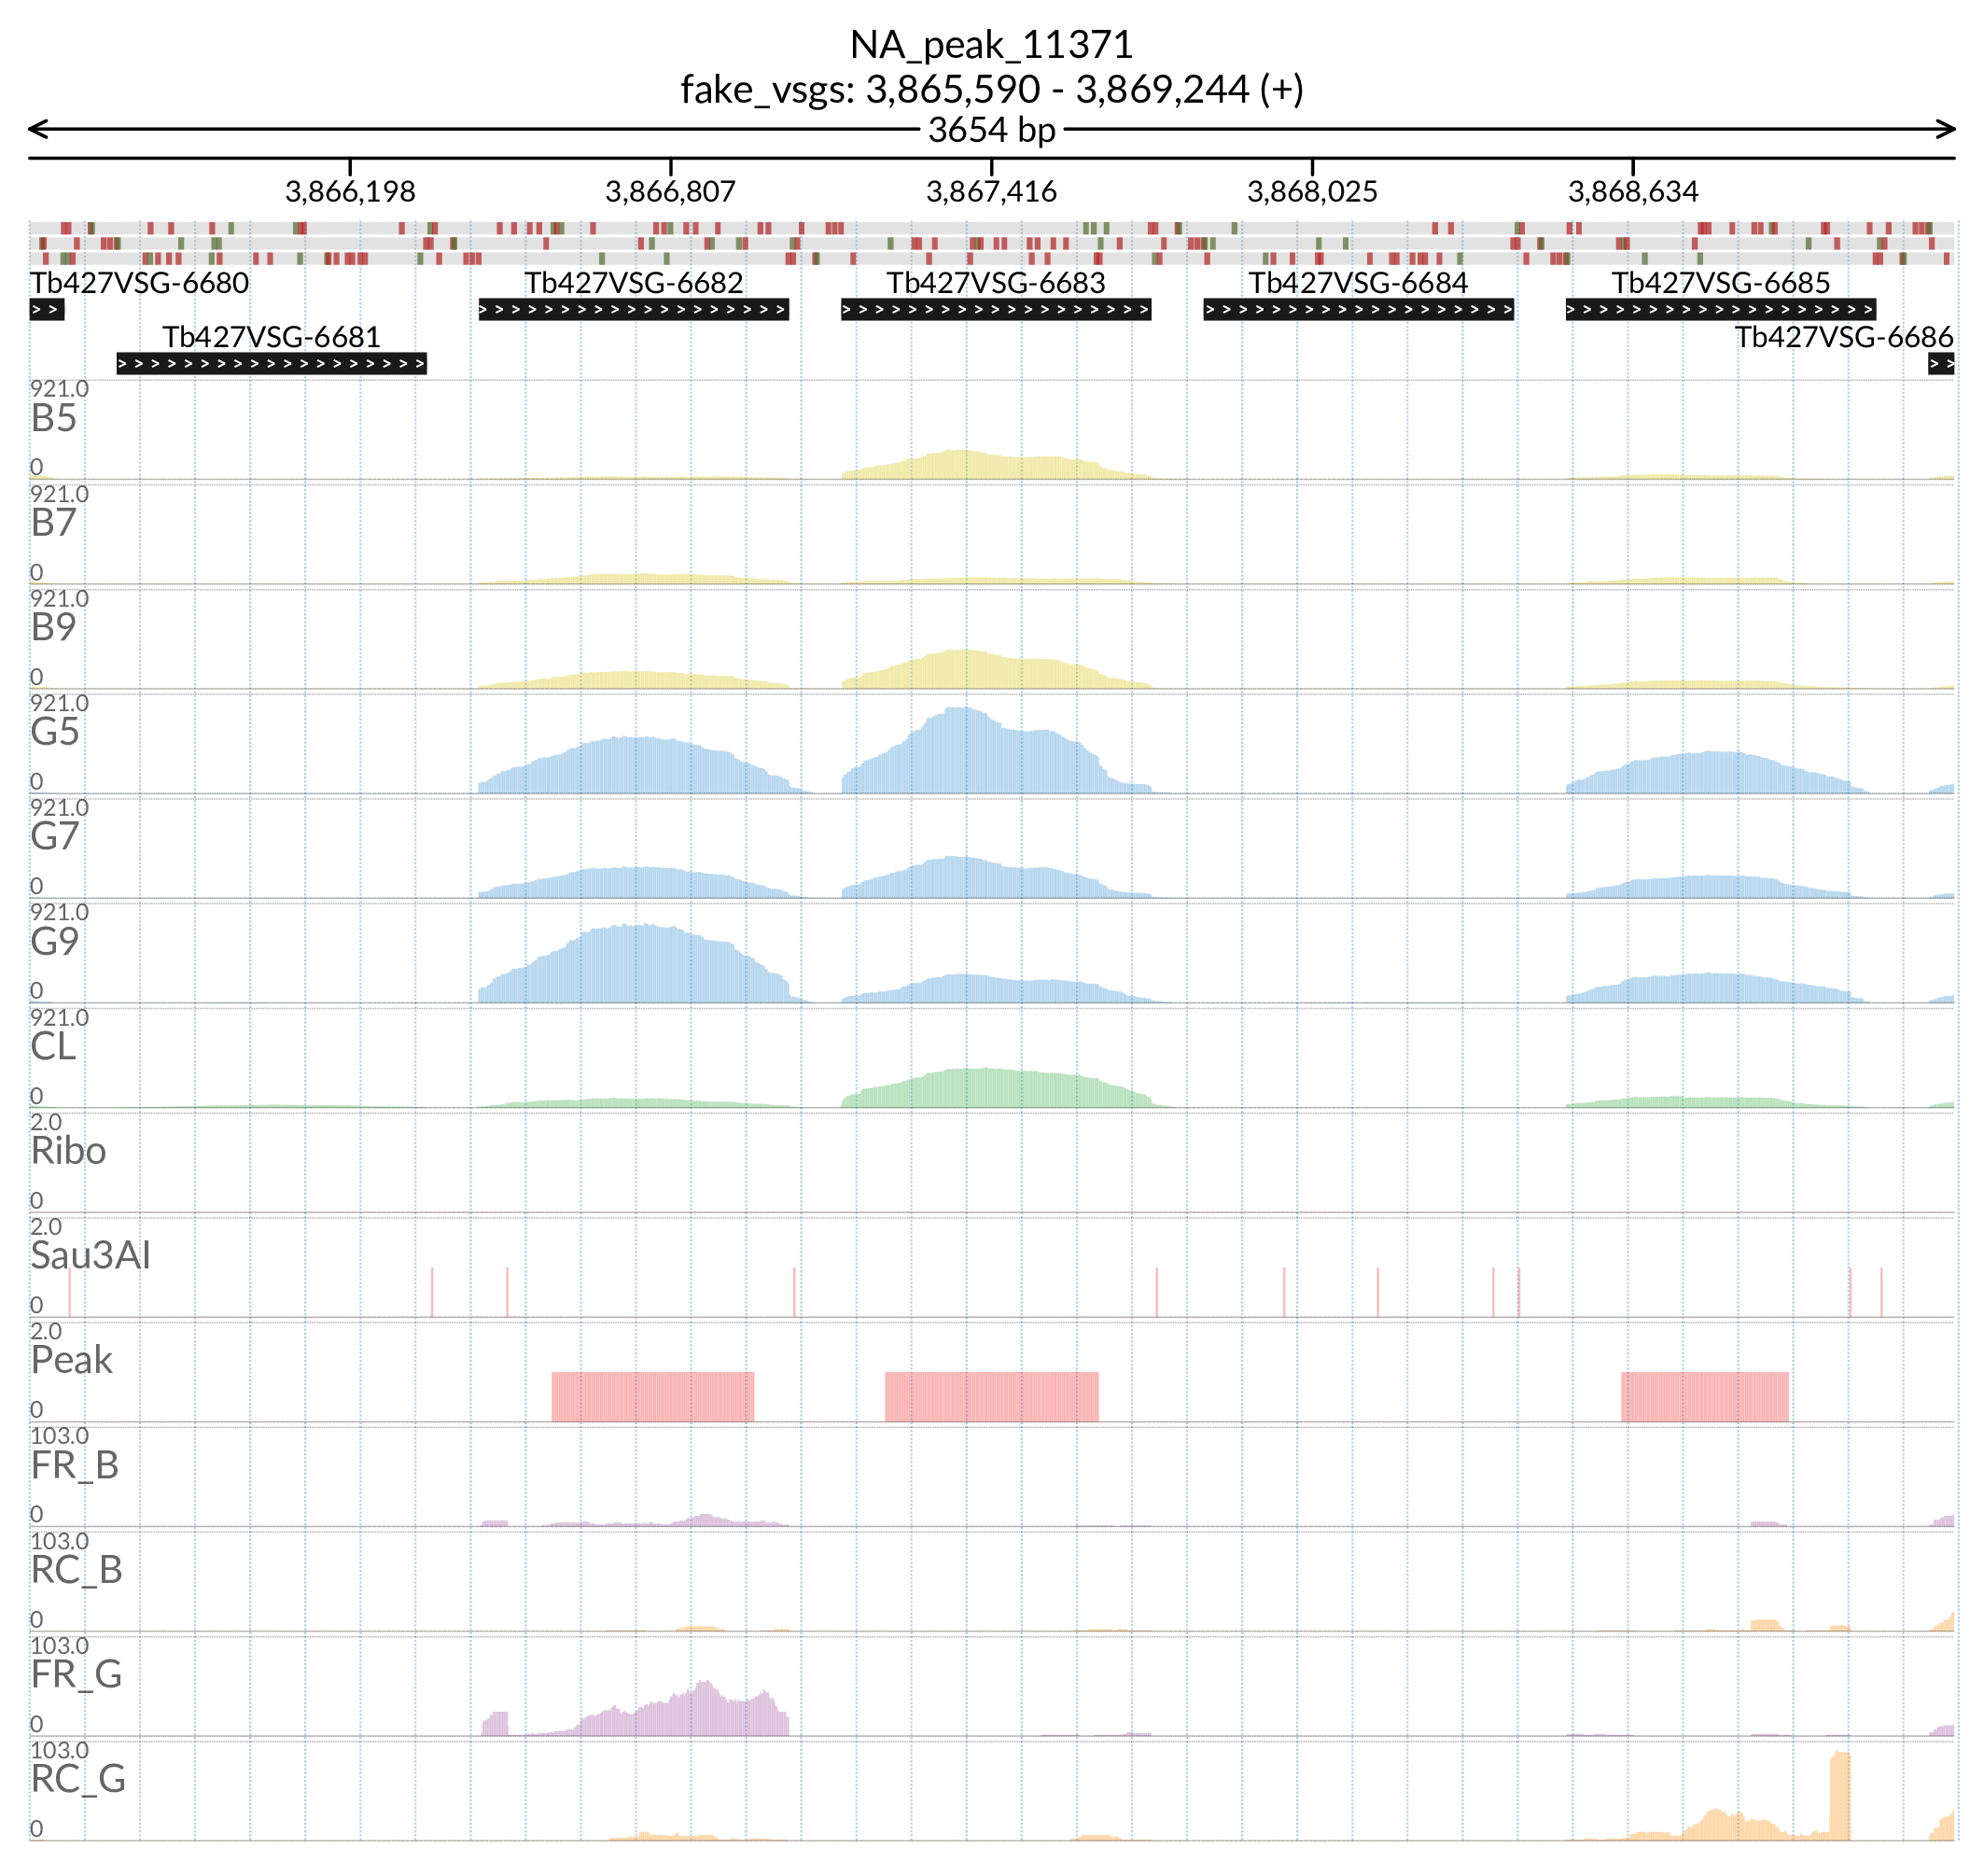 NA_peak_11371
fake_vsgs: 3,865,590 - 3,869,244 (+)
3654 bp
3,866,198 3,866,807 3,867,416 3,868,025 3,868,634
Tb427VSG-6680 Tb427VSG-6682 Tb427VSG-6683 Tb427VSG-6684 Tb427VSG-6685
Tb427VSG-6681 Tb427VSG-6686
921.0
B5
0
921.0
B7
0
921.0
B9
0
921.0
G5
0
921.0
G7
0
921.0
G9
0
921.0
CL
0
2.0
Ribo
0
2.0
Sau3AI
0
2.0
Peak
0
103.0
FR_B
0
103.0
RC_B
0
103.0
FR_G
0
103.0
RC_G
0